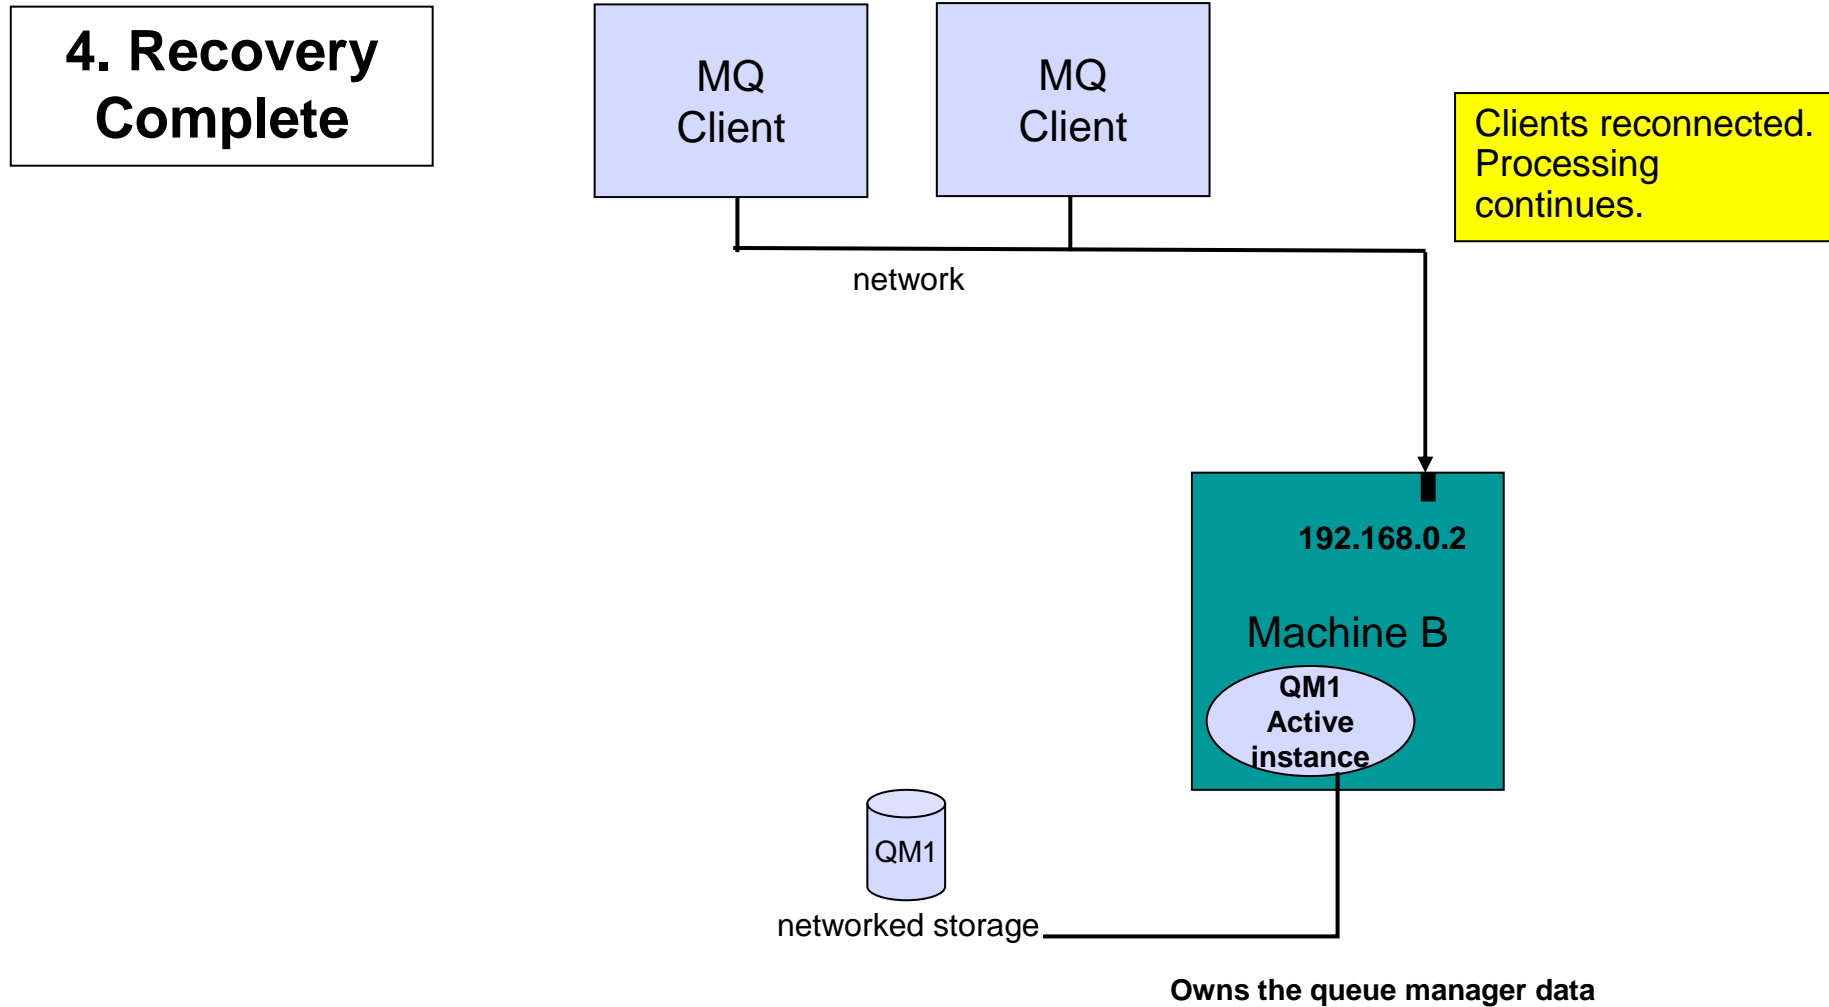 4. Recovery
Complete
MQ
Client
MQ
Client
Clients reconnected.
Processing
continues.
network
192.168.0.2
Machine B
QM1
Active
instance
QM1
networked storage
Owns the queue manager data